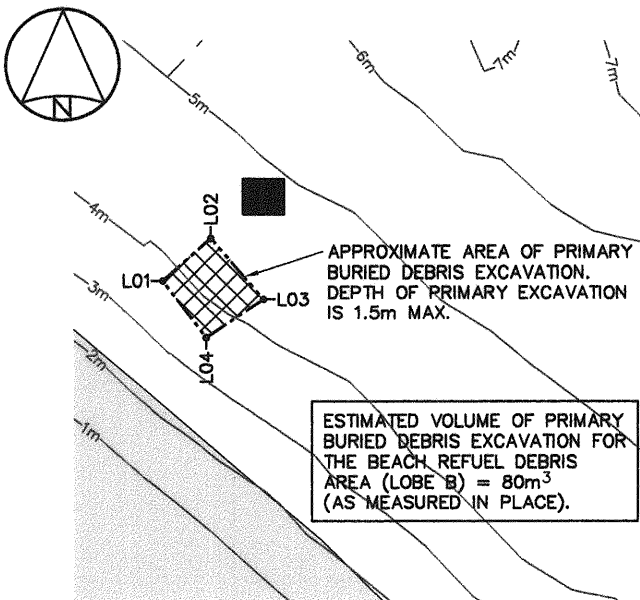 N
5m
6m
7m
7m
4m
L02
L01
L03
L04
3m
2m
1m
APPROXIMATE AREA OF PRIMARY
BURIED DEBRIS EXCAVATION.
DEPTH OF PRIMARY EXCAVATION
IS 1.5m MAX.
ESTIMATED VOLUME OF PRIMARY
BURIED DEBRIS EXCAVATION FOR
THE BEACH REFUEL DEBRIS
AREA (LOBE B) = 80m³
(AS MEASURED IN PLACE).